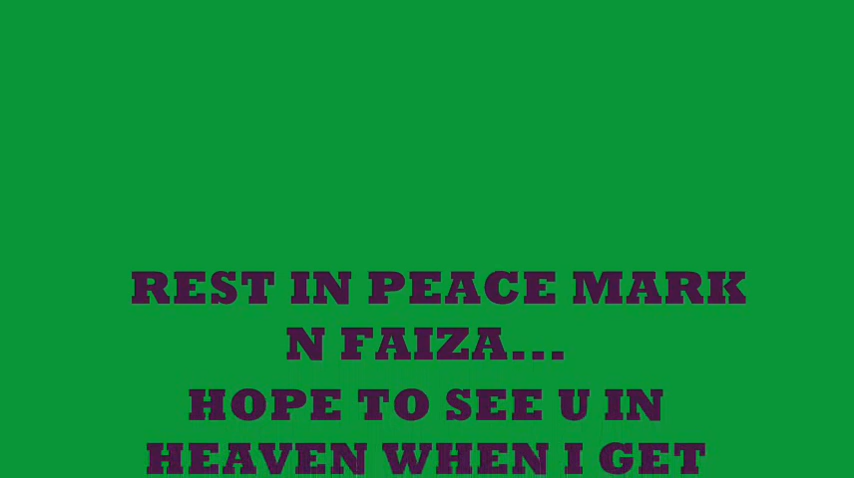 REST IN PEACE MARK
N FAIZA...
HOPE TO SEE U IN
HEAVEN WHEN I GET